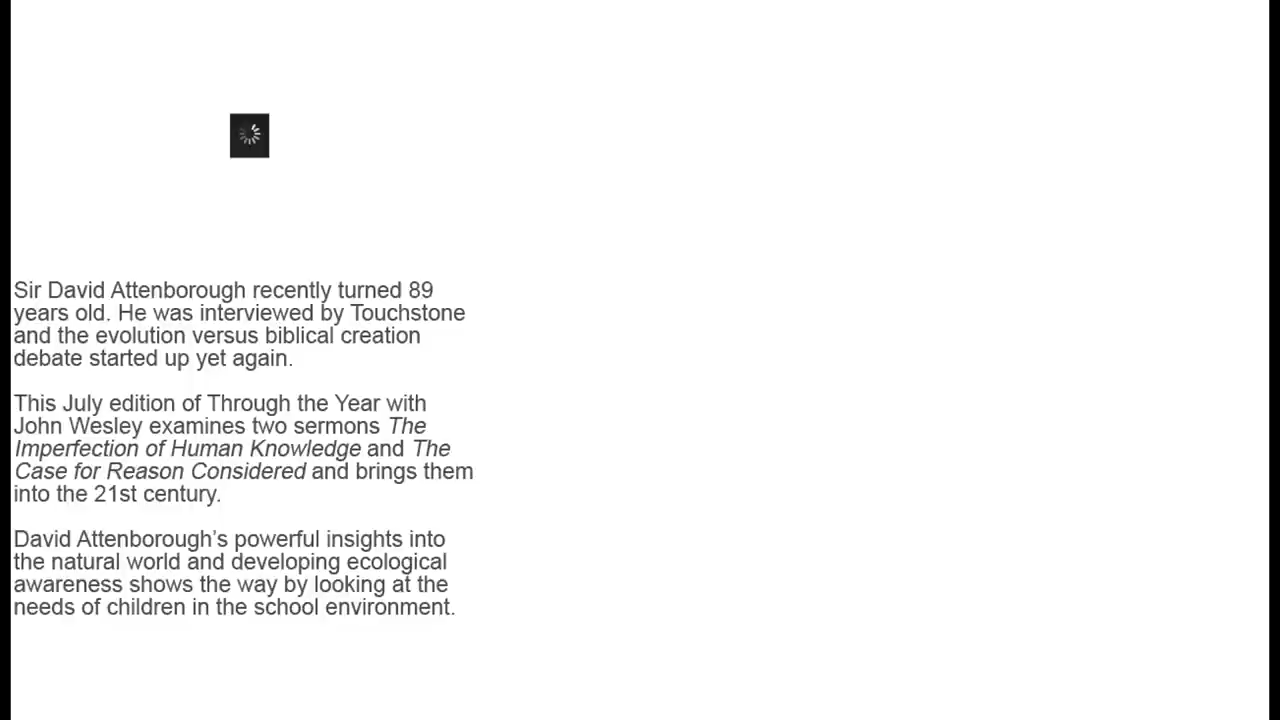 Sir David Attenborough recently turned 89
years old. He was interviewed by Touchstone
and the evolution versus biblical creation
debate started up yet again.
This July edition of Through the Year with
John Wesley examines two sermons The
Imperfection of Human Knowledge and The
Case for Reason Considered and brings them
into the 21st century.
David Attenborough’s powerful insights into
the natural world and developing ecological
awareness shows the way by looking at the
needs of children in the school environment.